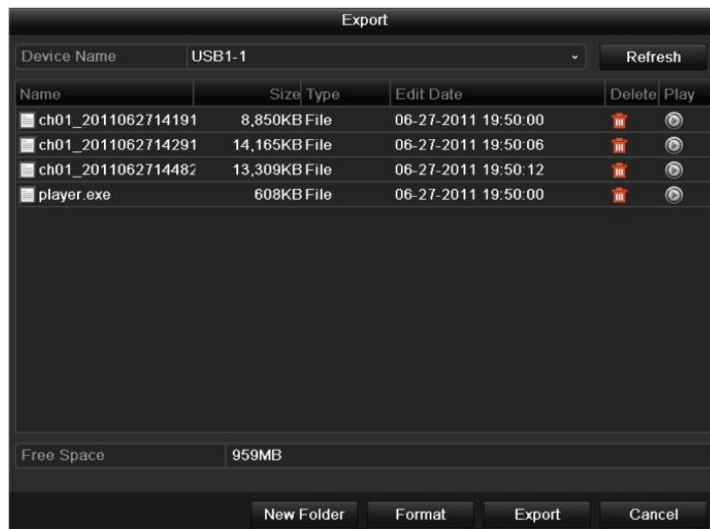 Export
Device Name USB1-1 Refresh
Name Size Type Edit Date Delete Play
ch01_2011062714191 8,850KB File 06-27-2011 19:50:00
ch01_2011062714291 14,165KB File 06-27-2011 19:50:06
ch01_2011062714482 13,309KB File 06-27-2011 19:50:12
player.exe 608KB File 06-27-2011 19:50:00
Free Space 959MB
New Folder Format Export Cancel